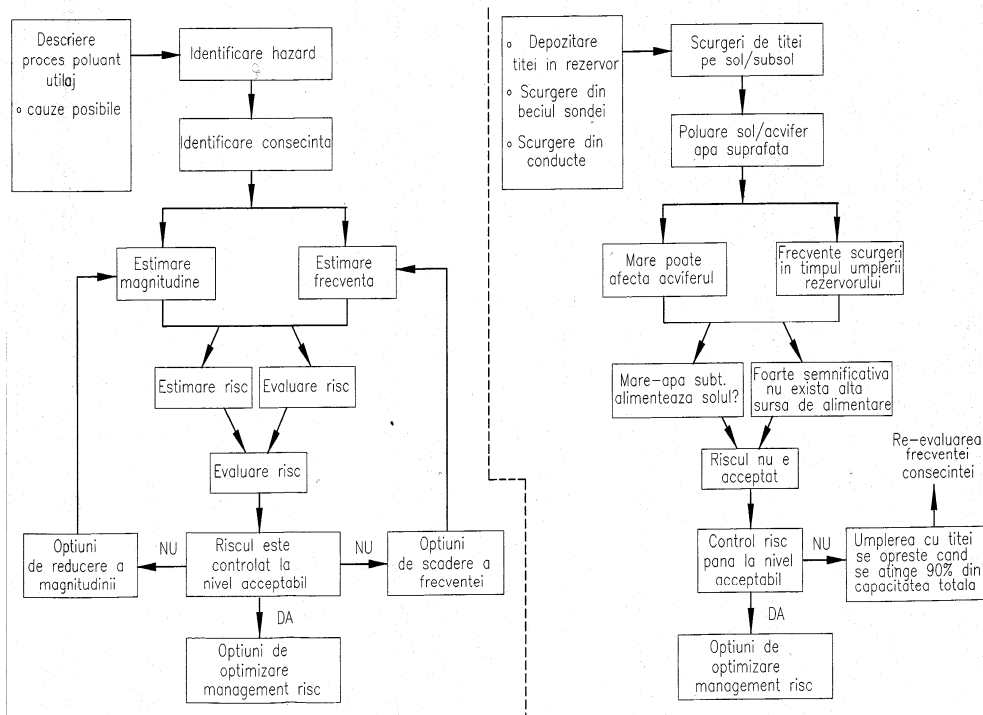 Descriere
proces poluant
utilaj
o cauze posibile
Identificare hazard
Identificare consecinta
Estimare
magnitudine
Estimare
frecventa
Estimare risc
Evaluare risc
Evaluare risc
Optiuni
de reducere a
magnitudinii
NU
Riscul este
controlat la
nivel acceptabil
NU
Optiuni
de scadere a
frecventei
DA
Optiuni de
optimizare
management risc
o Depozitare
titei in rezervor
o Scurgere din
beciul sondei
o Scurgere din
conducte
Scurgeri de titei
pe sol/subsol
Poluare sol/acvifer
apa suprafata
Mare poate
afecta acviferul
Frecvente scurgeri
in timpul umplerii
rezervorului
Mare-apa subt.
alimenteaza solul?
Foarte semnificativa
nu exista alta
sursa de alimentare
Riscul nu e
acceptat
Re-evaluarea
frecventei
consecintei
Control risc
pana la nivel
acceptabil
NU
Umplerea cu titei
se opreste cand
se atinge 90% din
capacitatea totala
DA
Optiuni de
optimizare
management risc